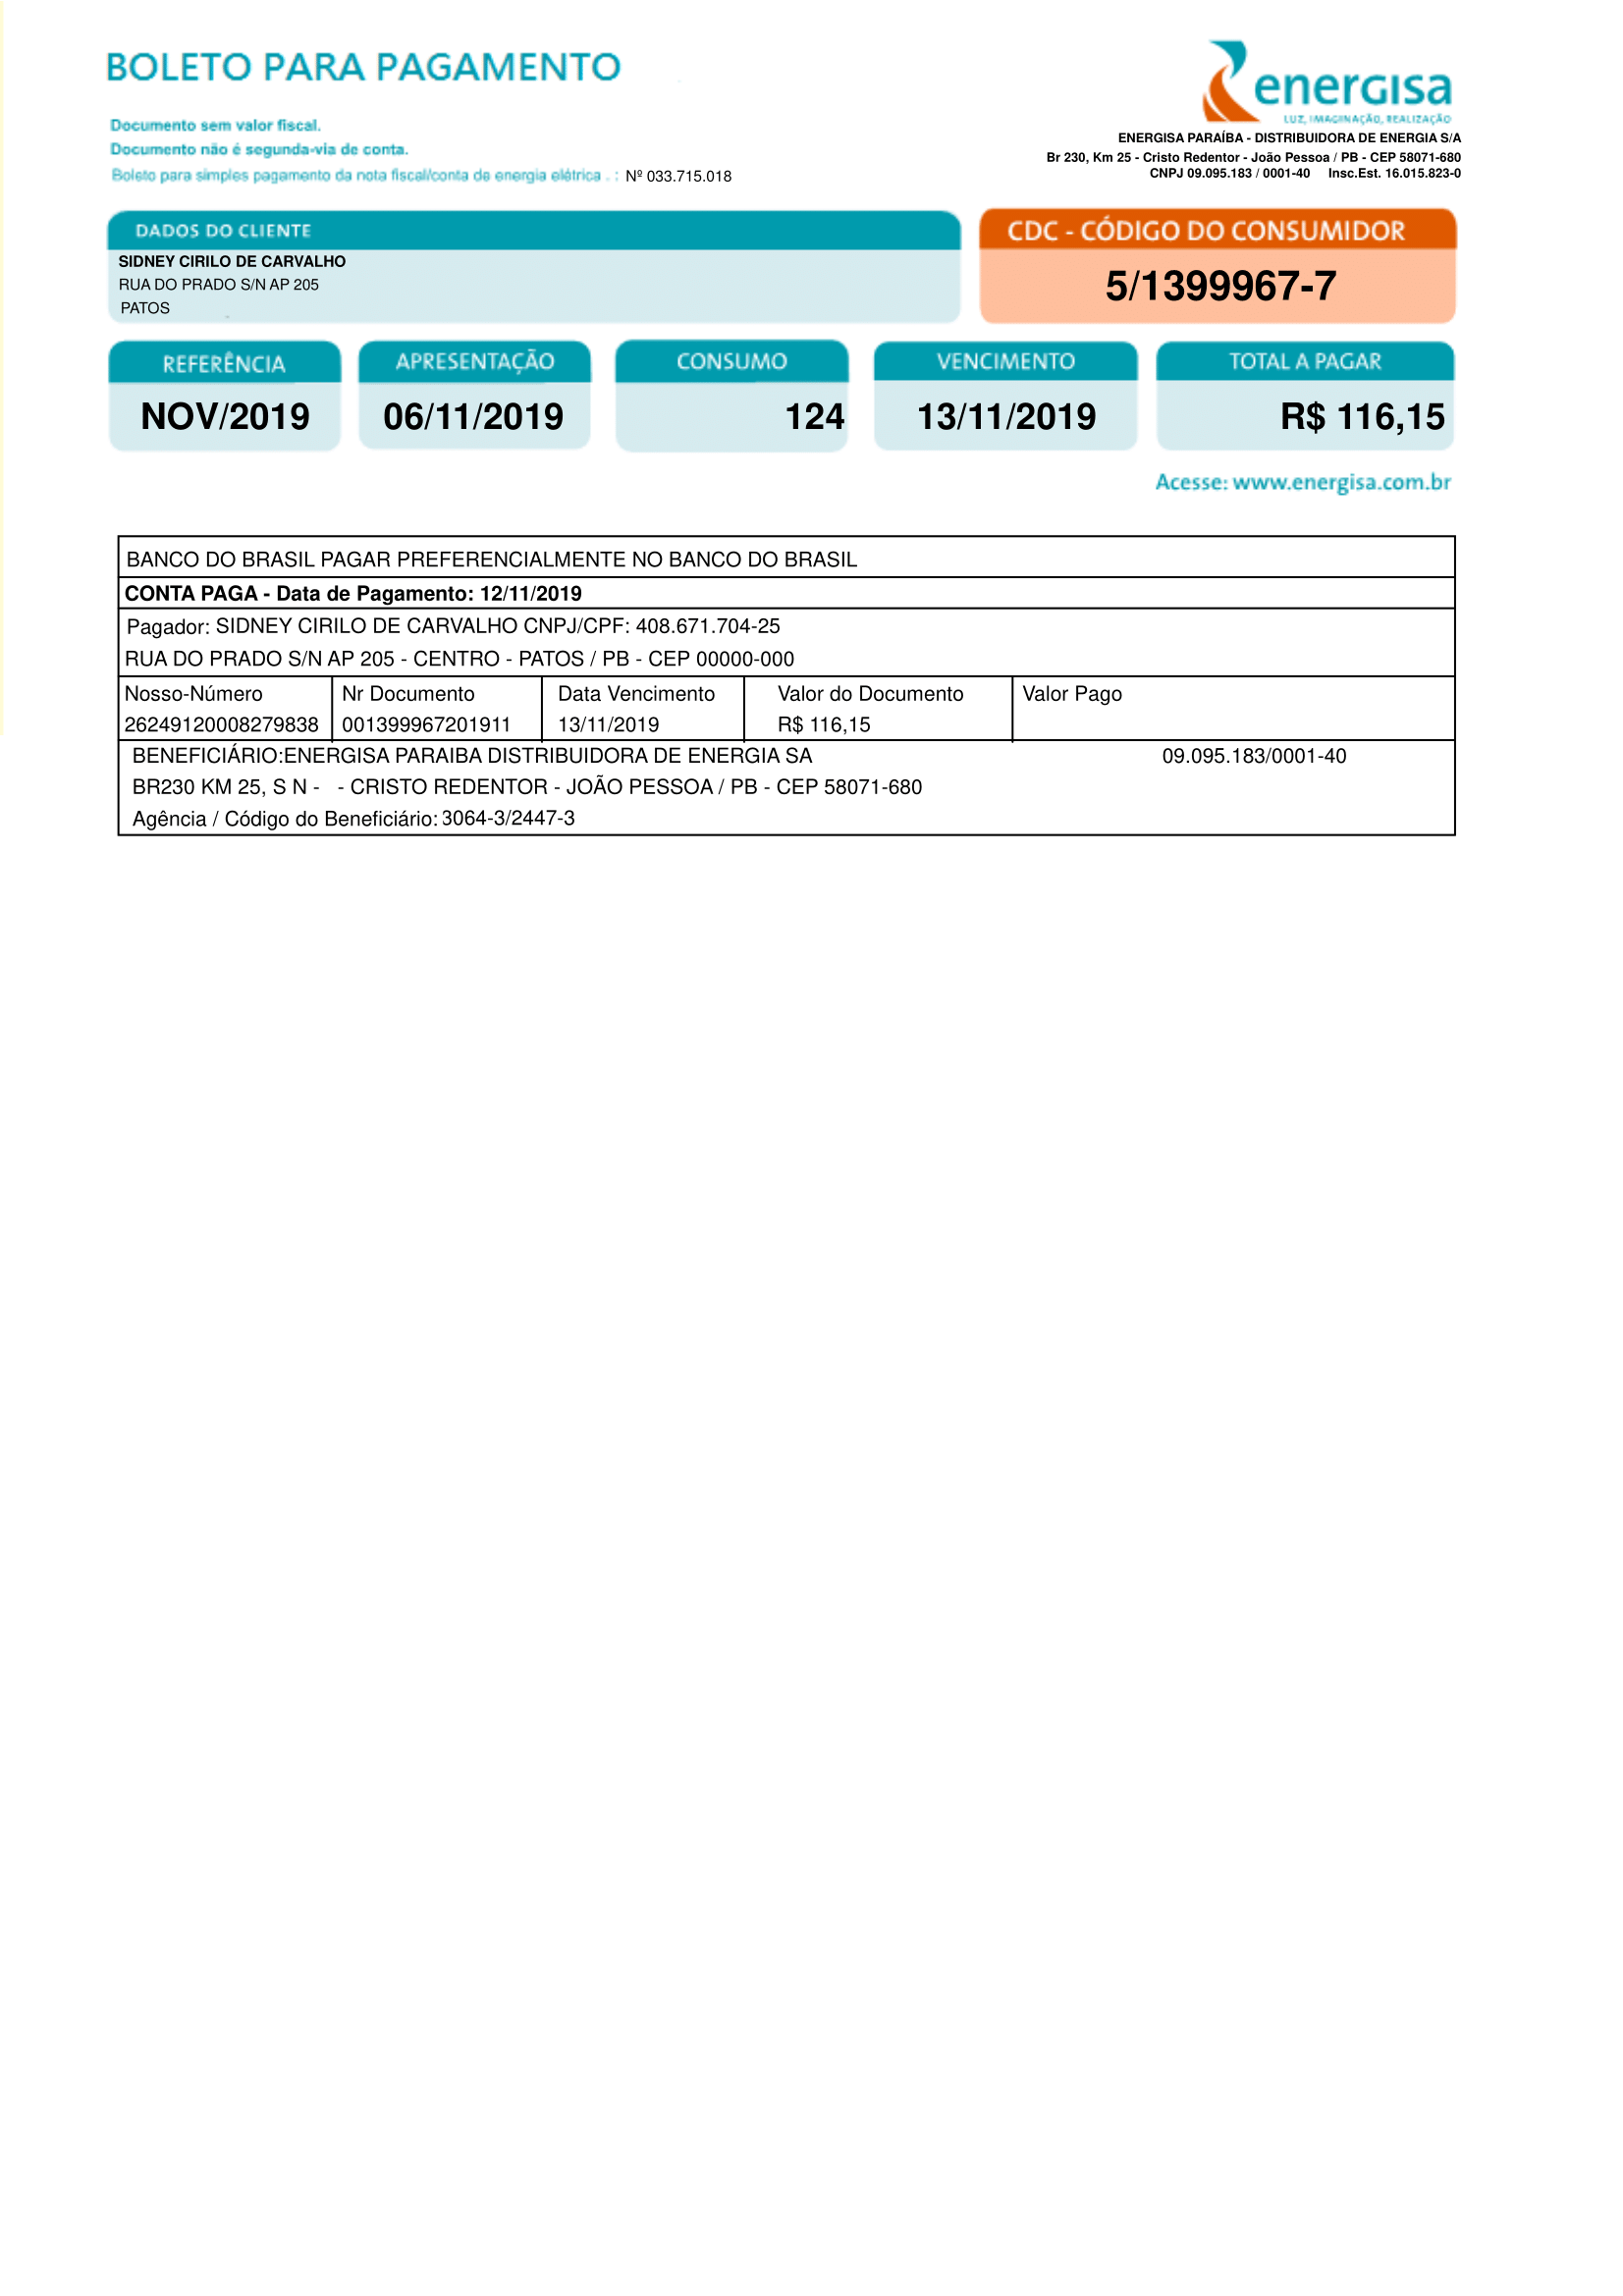 BOLETO PARA PAGAMENTO
energisa
LUZ, IMAGINAÇÃO, REALIZAÇÃO
Documento sem valor fiscal.
Documento não é segunda-via de conta.
Boleto para simples pagamento da nota fiscal/conta de energia elétrica . : Nº 033.715.018
ENERGISA PARAÍBA - DISTRIBUIDORA DE ENERGIA S/A
Br 230, Km 25 - Cristo Redentor - João Pessoa / PB - CEP 58071-680
CNPJ 09.095.183 / 0001-40 Insc.Est. 16.015.823-0
DADOS DO CLIENTE
SIDNEY CIRILO DE CARVALHO
RUA DO PRADO S/N AP 205
PATOS
CDC - CÓDIGO DO CONSUMIDOR
5/1399967-7
REFERÊNCIA APRESENTAÇÃO CONSUMO VENCIMENTO TOTAL A PAGAR
NOV/2019 06/11/2019 124 13/11/2019 R$ 116,15
Acesse: www.energisa.com.br
BANCO DO BRASIL PAGAR PREFERENCIALMENTE NO BANCO DO BRASIL
CONTA PAGA - Data de Pagamento: 12/11/2019
Pagador: SIDNEY CIRILO DE CARVALHO CNPJ/CPF: 408.671.704-25
RUA DO PRADO S/N AP 205 - CENTRO - PATOS / PB - CEP 00000-000
Nosso-Número Nr Documento Data Vencimento Valor do Documento Valor Pago
26249120008279838 001399967201911 13/11/2019 R$ 116,15
BENEFICIÁRIO:ENERGISA PARAIBA DISTRIBUIDORA DE ENERGIA SA 09.095.183/0001-40
BR230 KM 25, S N - - CRISTO REDENTOR - JOÃO PESSOA / PB - CEP 58071-680
Agência / Código do Beneficiário: 3064-3/2447-3